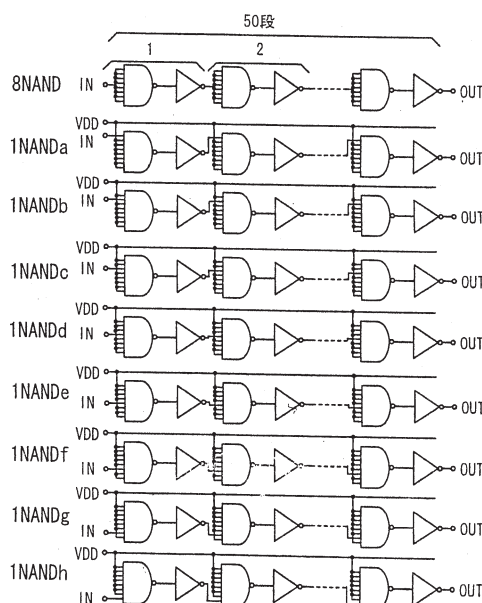 50段
1 2
8NAND IN OUT
VDD
1NANDa IN OUT
VDD
1NANDb IN OUT
VDD
1NANDc IN OUT
VDD
1NANDd IN OUT
VDD
1NANDe IN OUT
VDD
1NANDf IN OUT
VDD
1NANDg IN OUT
VDD
1NANDh IN OUT